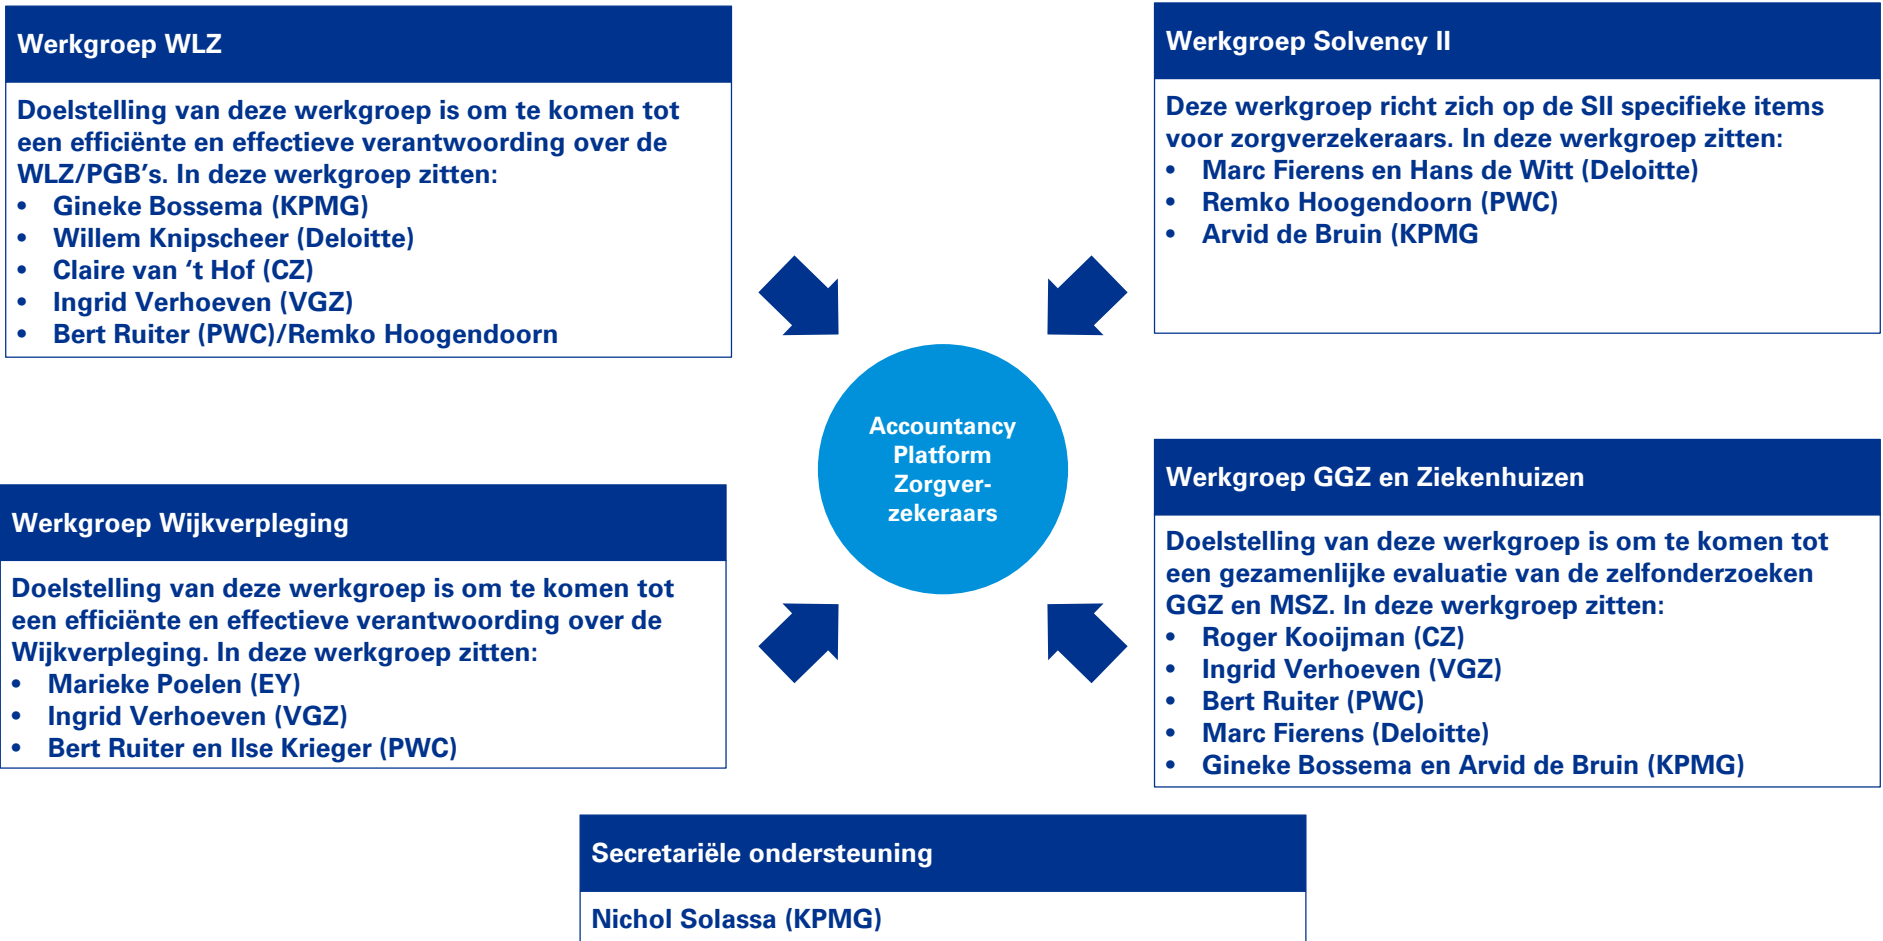 Werkgroep WLZ
Doelstelling van deze werkgroep is om te komen tot
een efficiënte en effectieve verantwoording over de
WLZ/PGB’s. In deze werkgroep zitten:
• Gineke Bossema (KPMG)
• Willem Knipscheer (Deloitte)
• Claire van ‘t Hof (CZ)
• Ingrid Verhoeven (VGZ)
• Bert Ruiter (PWC)/Remko Hoogendoorn
Werkgroep Solvency II
Deze werkgroep richt zich op de SII specifieke items
voor zorgverzekeraars. In deze werkgroep zitten:
• Marc Fierens en Hans de Witt (Deloitte)
• Remko Hoogendoorn (PWC)
• Arvid de Bruin (KPMG
Accountancy
Platform
Zorgver-
zekeraars
Werkgroep Wijkverpleging
Doelstelling van deze werkgroep is om te komen tot
een efficiënte en effectieve verantwoording over de
Wijkverpleging. In deze werkgroep zitten:
• Marieke Poelen (EY)
• Ingrid Verhoeven (VGZ)
• Bert Ruiter en Ilse Krieger (PWC)
Werkgroep GGZ en Ziekenhuizen
Doelstelling van deze werkgroep is om te komen tot
een gezamenlijke evaluatie van de zelfonderzoeken
GGZ en MSZ. In deze werkgroep zitten:
• Roger Kooijman (CZ)
• Ingrid Verhoeven (VGZ)
• Bert Ruiter (PWC)
• Marc Fierens (Deloitte)
• Gineke Bossema en Arvid de Bruin (KPMG)
Secretariële ondersteuning
Nichol Solassa (KPMG)